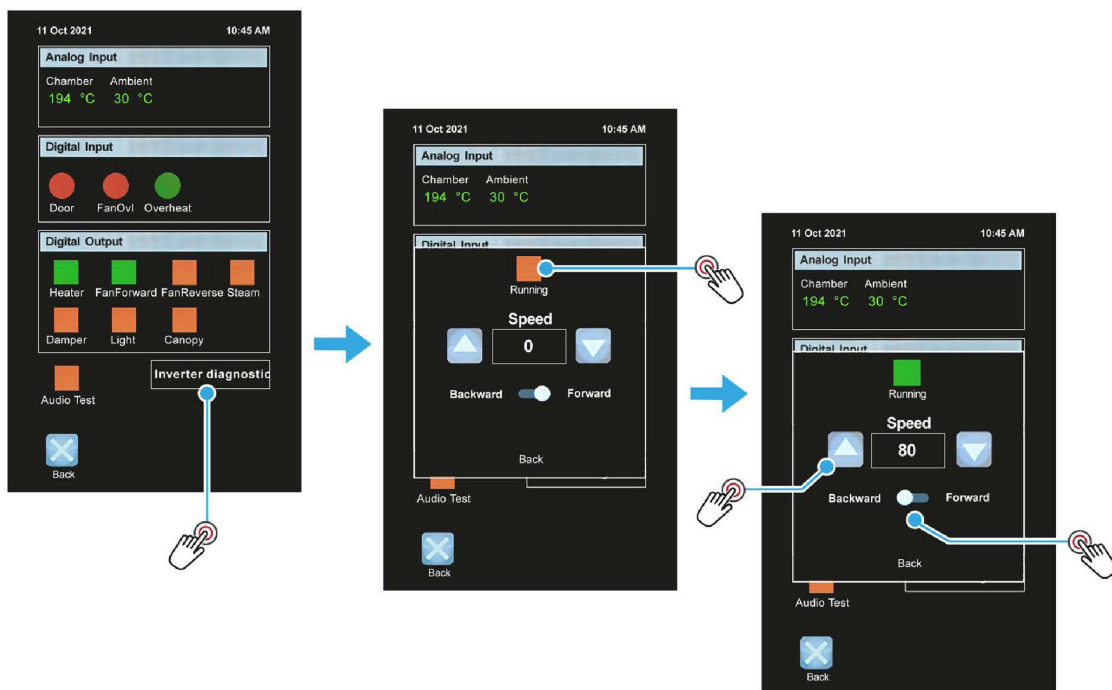 11 Oct 2021 10:45 AM
Analog Input
Chamber Ambient
194 °C 30 °C
Digital Input
Door FanOvl Overheat
Digital Output
Heater FanForward FanReverse Steam
Damper Light Canopy
Inverter diagnostic
Audio Test
Back
11 Oct 2021 10:45 AM
Analog Input
Chamber Ambient
194 °C 30 °C
Digital Input
Running
Speed
0
Backward Forward
Back
Audio Test
Back
11 Oct 2021 10:45 AM
Analog Input
Chamber Ambient
194 °C 30 °C
Digital Input
Running
Speed
80
Backward Forward
Back
Audio Test
Back